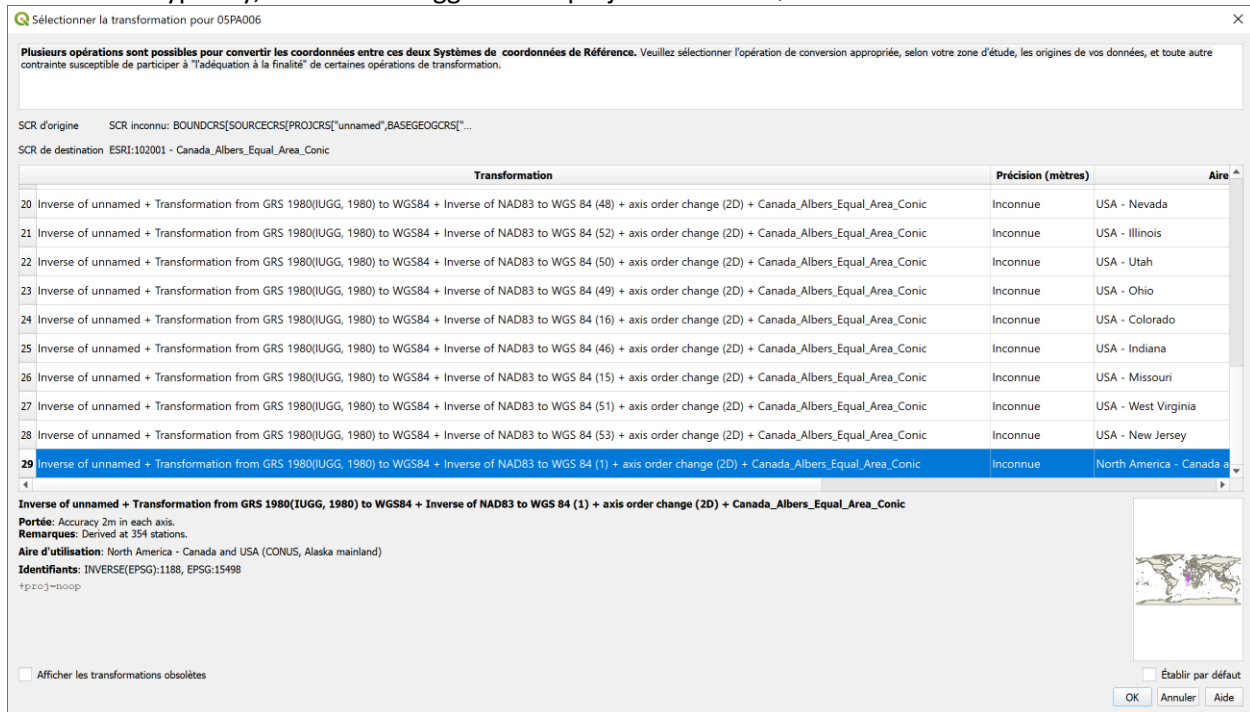 Sélectionner la transformation pour 05PA006
Plusieurs opérations sont possibles pour convertir les coordonnées entre ces deux Systèmes de coordonnées de Référence. Veuillez sélectionner l'opération de conversion appropriée, selon votre zone d'étude, les origines de vos données, et toute autre
contrainte susceptible de participer à "l'adéquation à la finalité" de certaines opérations de transformation.
SCR d'origine SCR inconnu: BOUNDCRS[SOURCECRS[PROJCRS["unnamed",BASEGEOGCRS["...
SCR de destination ESRI:102001 - Canada_Albers_Equal_Area_Conic
Transformation Précision (mètres) Aire
20 Inverse of unnamed + Transformation from GRS 1980(IUGG, 1980) to WGS84 + Inverse of NAD83 to WGS 84 (48) + axis order change (2D) + Canada_Albers_Equal_Area_Conic Inconnue USA - Nevada
21 Inverse of unnamed + Transformation from GRS 1980(IUGG, 1980) to WGS84 + Inverse of NAD83 to WGS 84 (52) + axis order change (2D) + Canada_Albers_Equal_Area_Conic Inconnue USA - Illinois
22 Inverse of unnamed + Transformation from GRS 1980(IUGG, 1980) to WGS84 + Inverse of NAD83 to WGS 84 (50) + axis order change (2D) + Canada_Albers_Equal_Area_Conic Inconnue USA - Utah
23 Inverse of unnamed + Transformation from GRS 1980(IUGG, 1980) to WGS84 + Inverse of NAD83 to WGS 84 (49) + axis order change (2D) + Canada_Albers_Equal_Area_Conic Inconnue USA - Ohio
24 Inverse of unnamed + Transformation from GRS 1980(IUGG, 1980) to WGS84 + Inverse of NAD83 to WGS 84 (16) + axis order change (2D) + Canada_Albers_Equal_Area_Conic Inconnue USA - Colorado
25 Inverse of unnamed + Transformation from GRS 1980(IUGG, 1980) to WGS84 + Inverse of NAD83 to WGS 84 (46) + axis order change (2D) + Canada_Albers_Equal_Area_Conic Inconnue USA - Indiana
26 Inverse of unnamed + Transformation from GRS 1980(IUGG, 1980) to WGS84 + Inverse of NAD83 to WGS 84 (15) + axis order change (2D) + Canada_Albers_Equal_Area_Conic Inconnue USA - Missouri
27 Inverse of unnamed + Transformation from GRS 1980(IUGG, 1980) to WGS84 + Inverse of NAD83 to WGS 84 (51) + axis order change (2D) + Canada_Albers_Equal_Area_Conic Inconnue USA - West Virginia
28 Inverse of unnamed + Transformation from GRS 1980(IUGG, 1980) to WGS84 + Inverse of NAD83 to WGS 84 (53) + axis order change (2D) + Canada_Albers_Equal_Area_Conic Inconnue USA - New Jersey
29 Inverse of unnamed + Transformation from GRS 1980(IUGG, 1980) to WGS84 + Inverse of NAD83 to WGS 84 (1) + axis order change (2D) + Canada_Albers_Equal_Area_Conic Inconnue North America - Canada a
Inverse of unnamed + Transformation from GRS 1980(IUGG, 1980) to WGS84 + Inverse of NAD83 to WGS 84 (1) + axis order change (2D) + Canada_Albers_Equal_Area_Conic
Portée: Accuracy 2m in each axis.
Remarques: Derived at 354 stations.
Aire d'utilisation: North America - Canada and USA (CONUS, Alaska mainland)
Identifiants: INVERSE(EPSG):1188, EPSG:15498
+proj=noop
Afficher les transformations obsolètes Établir par défaut
OK Annuler Aide